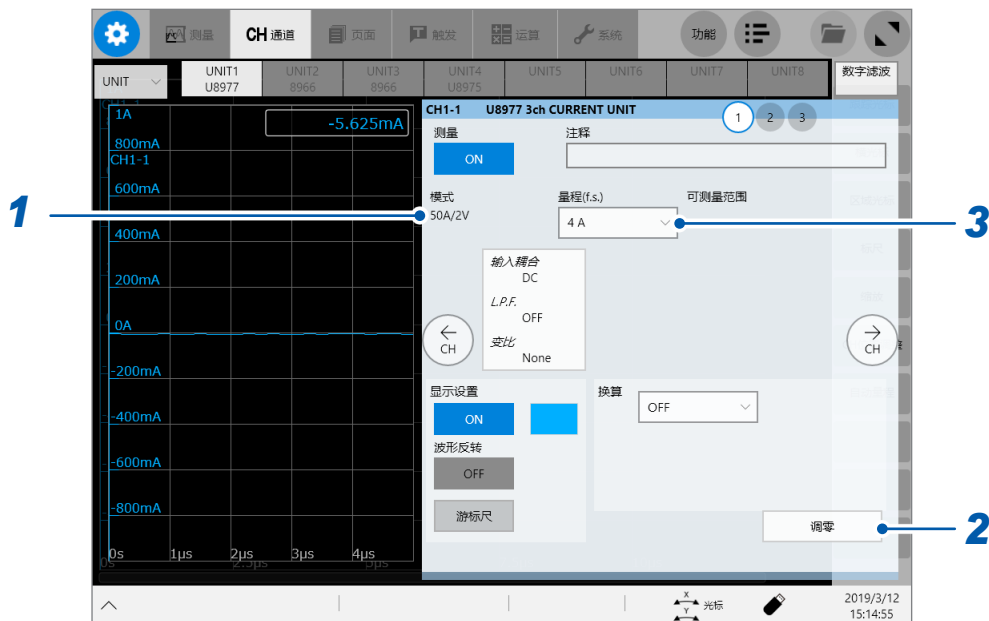 测量
CH 通道
页面
触发
运算
系统
功能
UNIT
UNIT1
U8977
UNIT2
8966
UNIT3
8966
UNIT4
U8975
UNIT5
UNIT6
UNIT7
UNIT8
数字滤波
CH1-1
1A
-5.625mA
800mA
CH1-1
600mA
400mA
200mA
0A
-200mA
-400mA
-600mA
-800mA
0s
1μs
2μs
3μs
4μs
0s
2.5μs
5μs
CH1-1 U8977 3ch CURRENT UNIT
1
2
3
测量
注释
ON
模式
量程(f.s.)
可测量范围
50A/2V
4 A
输入耦合
DC
L.P.F.
OFF
变比
None
CH
CH
显示设置
换算
ON
OFF
波形反转
OFF
游标尺
调零
1
3
2
X
Y
光标
2019/3/12
15:14:55